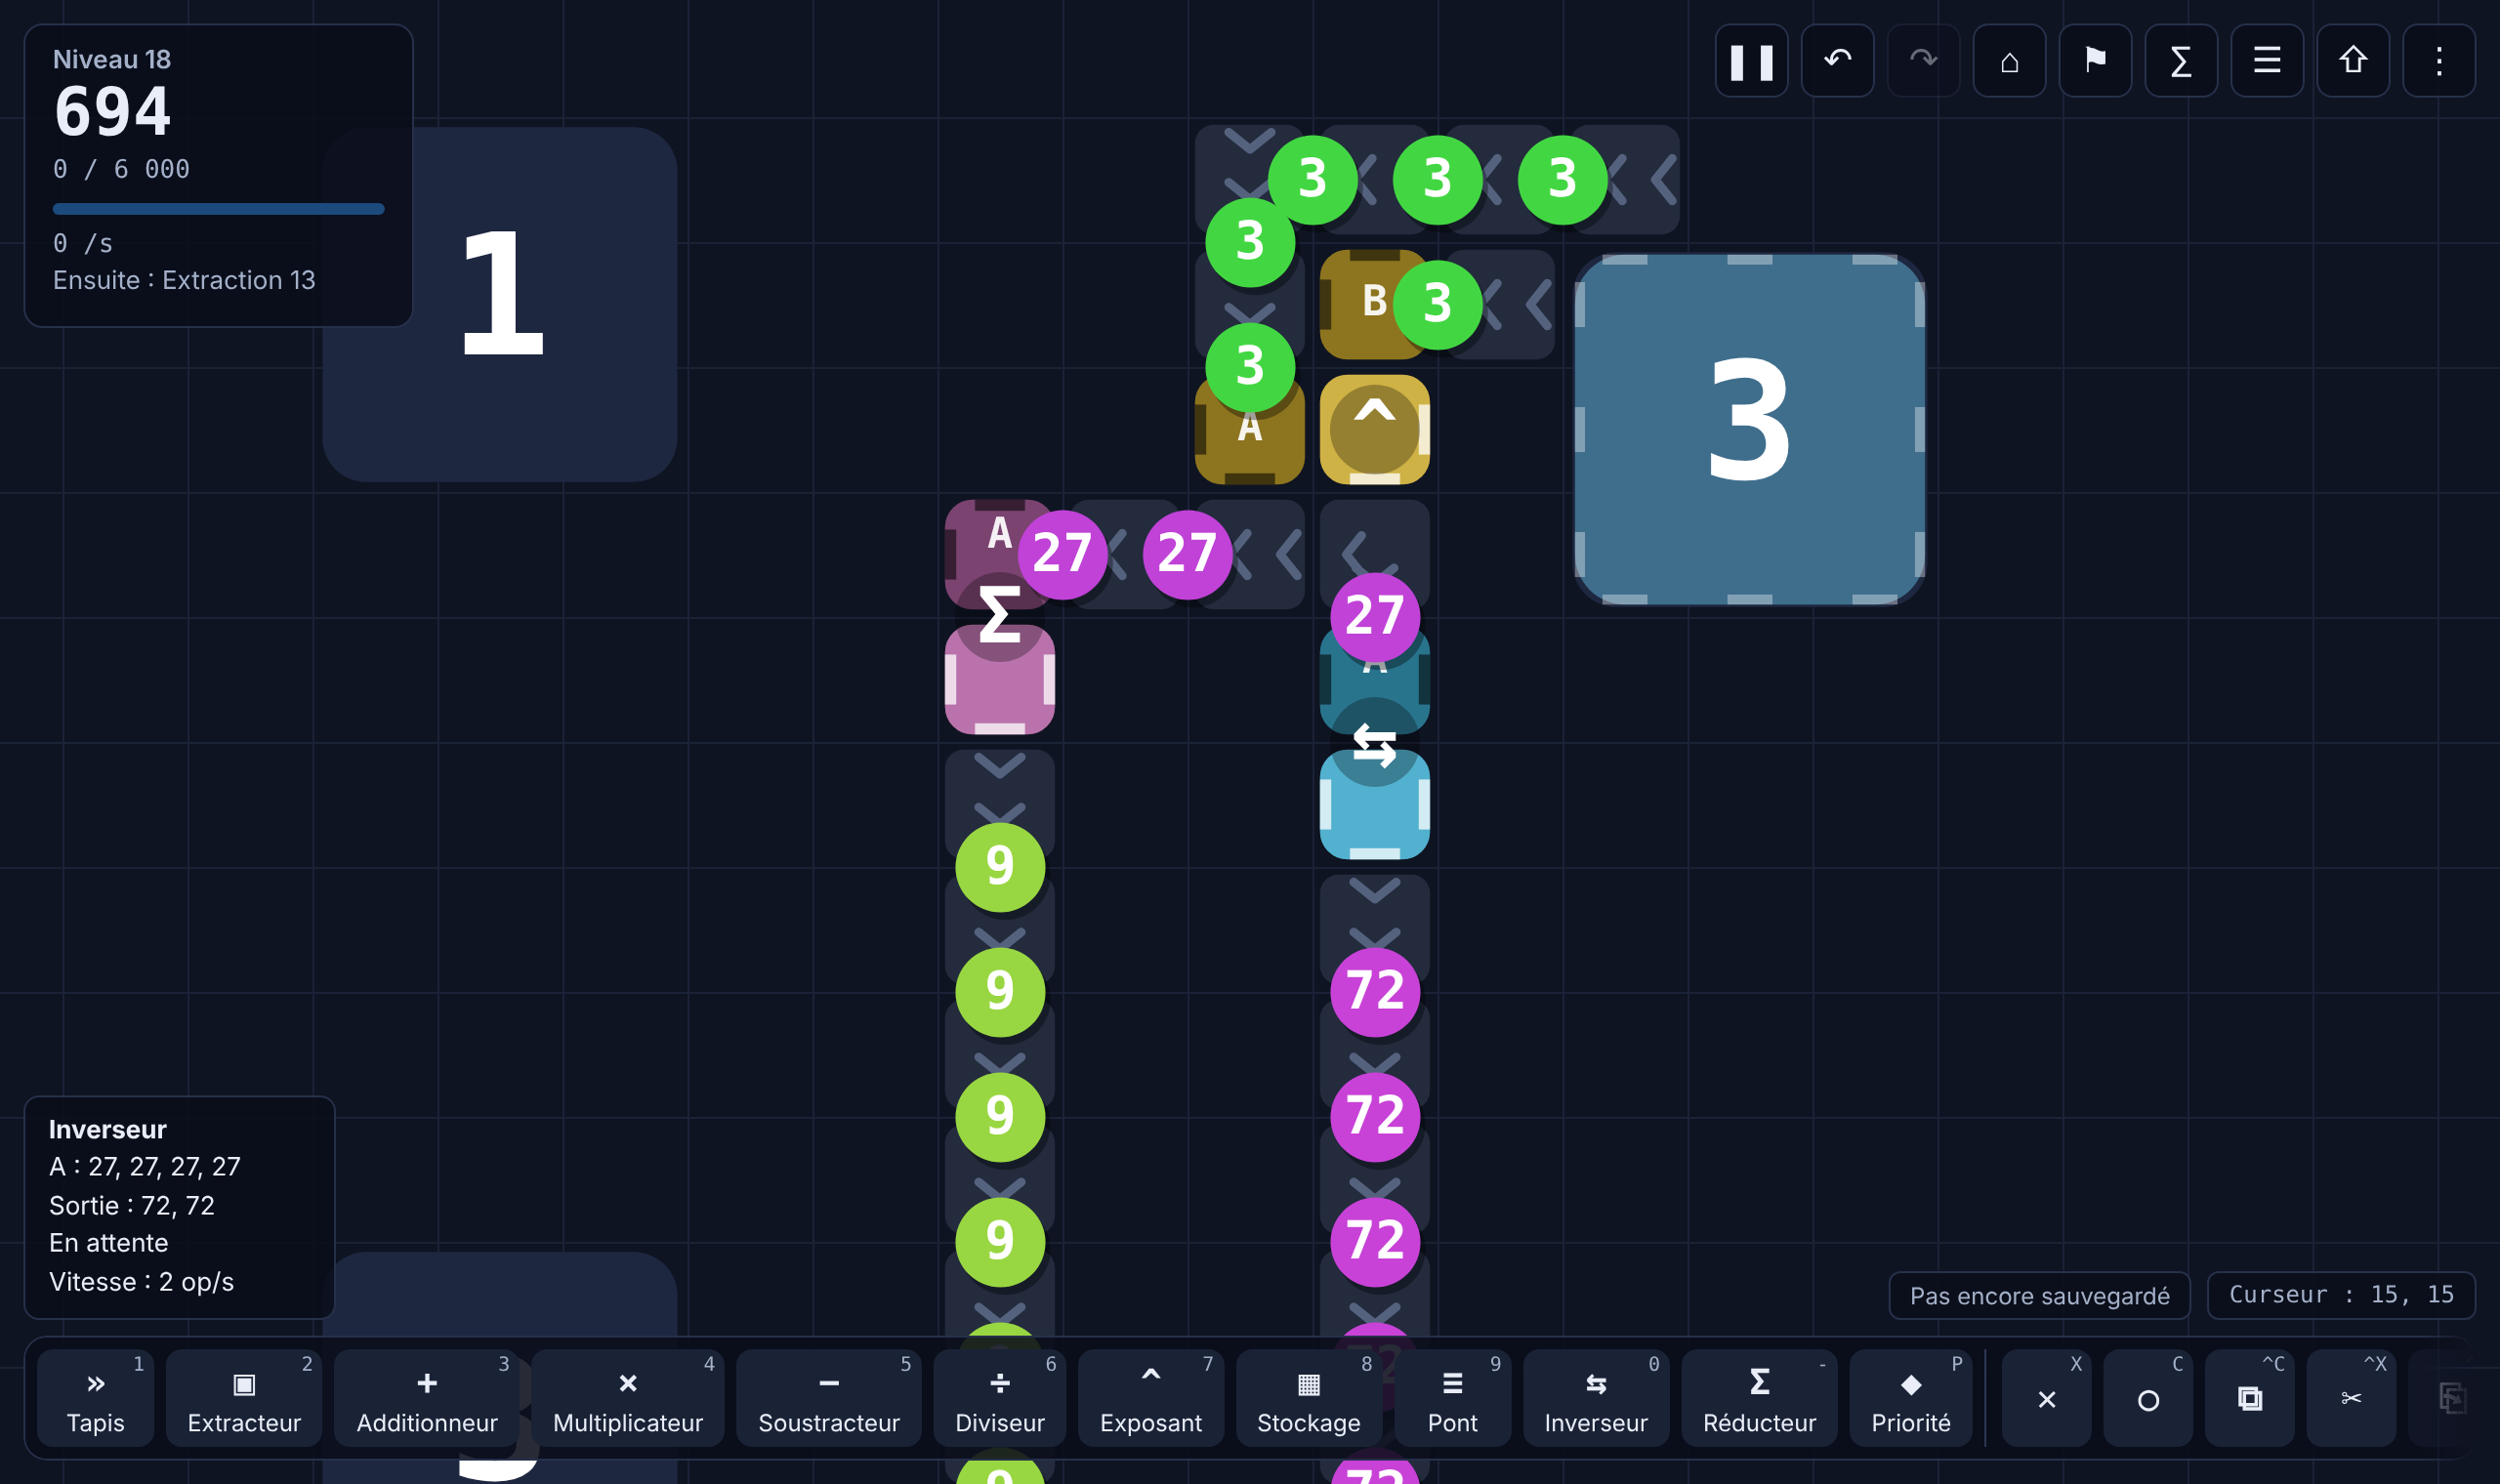 Niveau 18
694
0 / 6 000
0 /s
Ensuite : Extraction 13
1
3 3 3
3
B 3
3
A
^
3
A 27 27
27
Σ
A
⇆
9
9 72
9 72
9 72
9 72
Inverseur
A : 27, 27, 27, 27
Sortie : 72, 72
En attente
Vitesse : 2 op/s
Pas encore sauvegardé
Curseur : 15, 15
1 » Tapis
2 ▣ Extracteur
3 + Additionneur
4 × Multiplicateur
5 − Soustracteur
6 ÷ Diviseur
7 ^ Exposant
8 ▦ Stockage
9 ≡ Pont
0 ⇆ Inverseur
- Σ Réducteur
P ◆ Priorité
X
C
^C
^X